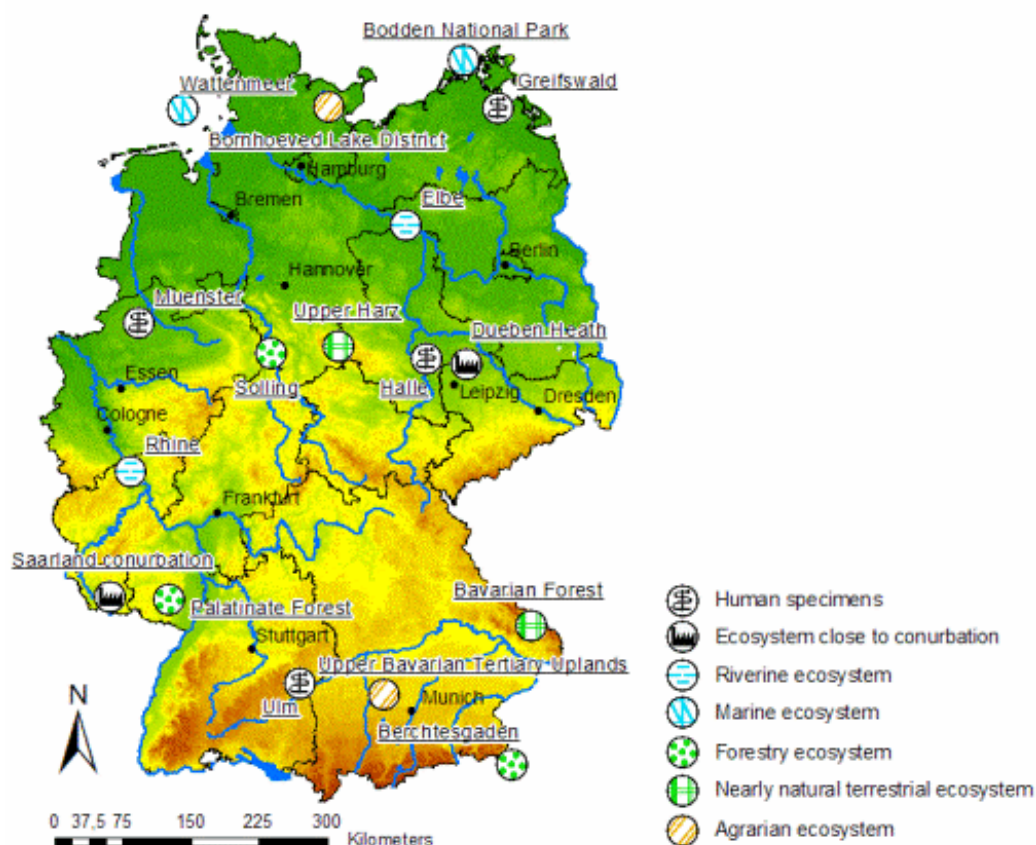 Bodden National Park
Wattenmeer
Greifswald
Bornhoeved Lake District
Hamburg
Bremen
Elbe
Berlin
Hannover
Muenster
Upper Harz
Dueben Heath
Essen
Solling
Halle
Leipzig
Dresden
Cologne
Rhine
Frankfurt
Saarland conurbation
Palatinate Forest
Bavarian Forest
Stuttgart
Upper Bavarian Tertiary Uplands
Ulm
Munich
Berchtesgaden
N
0 37,5 75 150 225 300
Kilometers
Human specimens
Ecosystem close to conurbation
Riverine ecosystem
Marine ecosystem
Forestry ecosystem
Nearly natural terrestrial ecosystem
Agrarian ecosystem